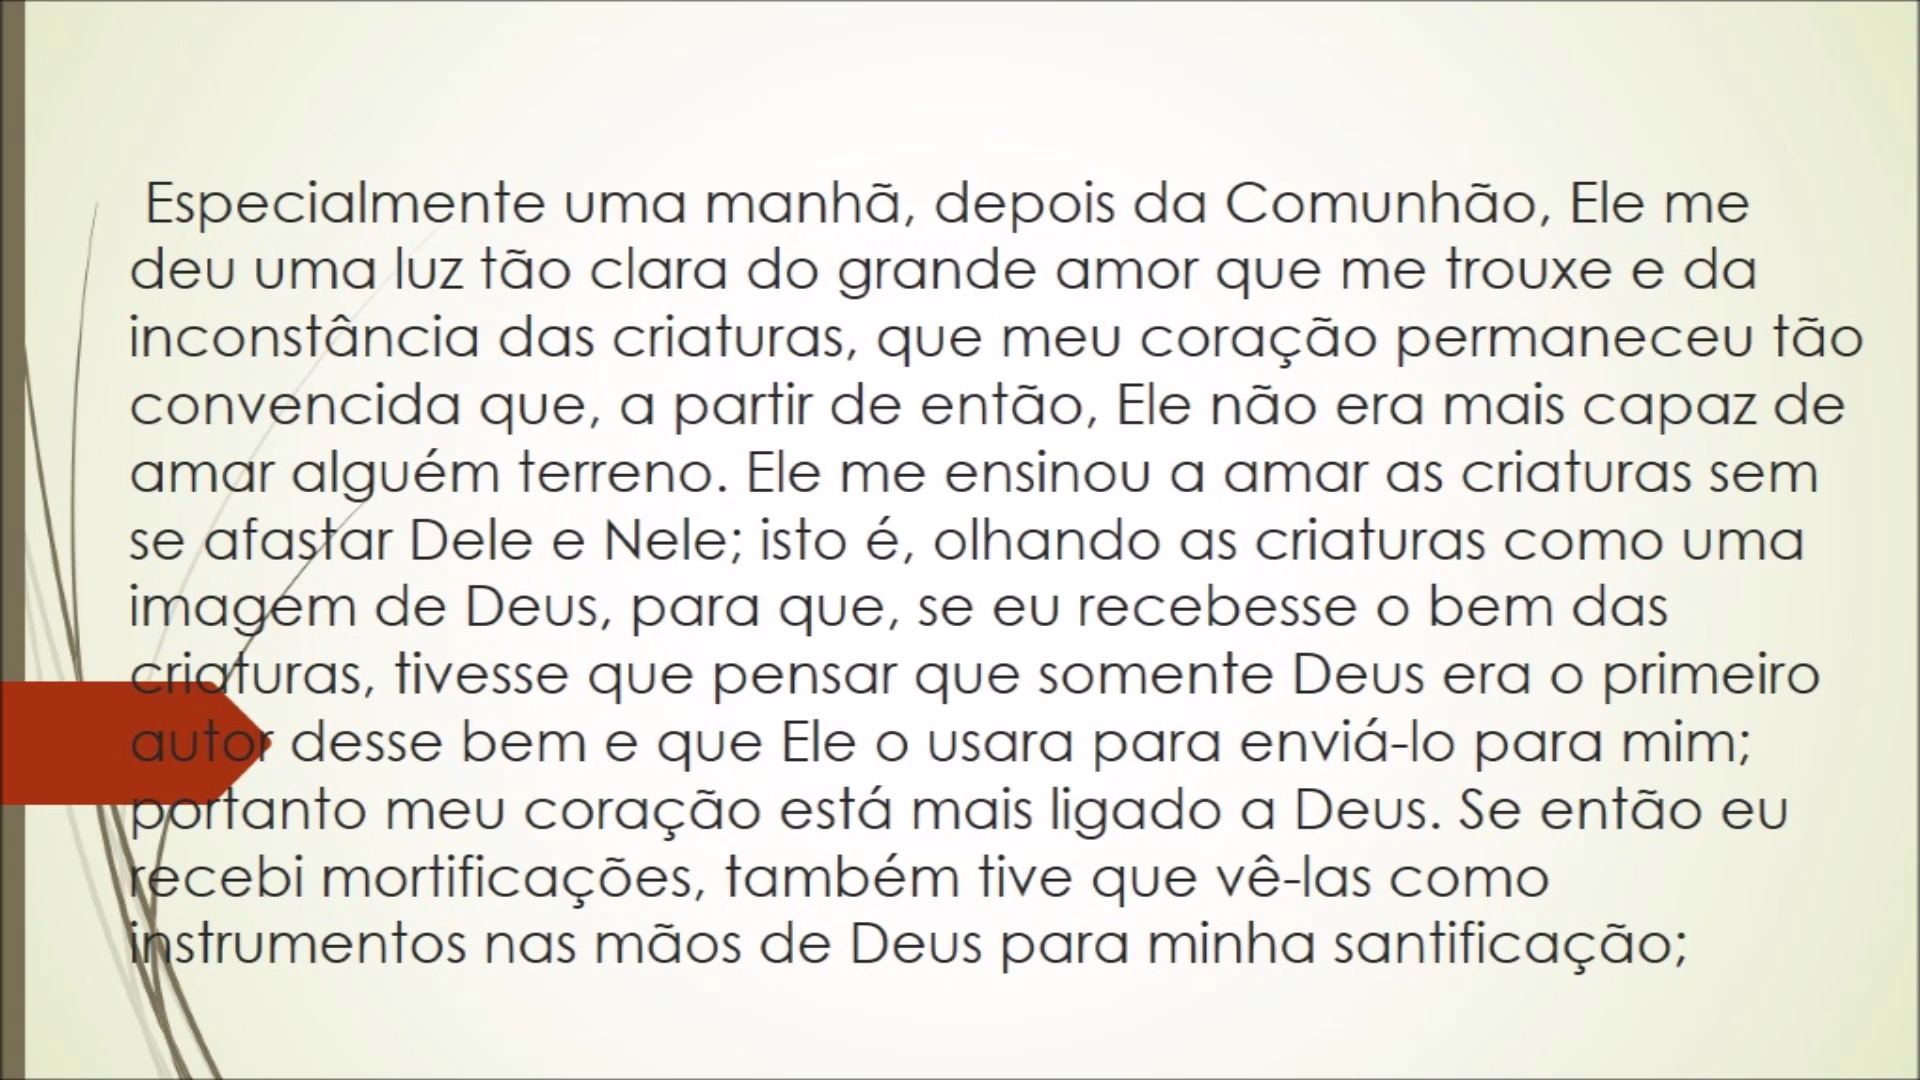 Especialmente uma manhã, depois da Comunhão, Ele me
deu uma luz tão clara do grande amor que me trouxe e da
inconstância das criaturas, que meu coração permaneceu tão
convencida que, a partir de então, Ele não era mais capaz de
amar alguém terreno. Ele me ensinou a amar as criaturas sem
se afastar Dele e Nele; isto é, olhando as criaturas como uma
imagem de Deus, para que, se eu recebesse o bem das
criaturas, tivesse que pensar que somente Deus era o primeiro
autor desse bem e que Ele o usara para enviá-lo para mim;
portanto meu coração está mais ligado a Deus. Se então eu
recebi mortificações, também tive que vê-las como
instrumentos nas mãos de Deus para minha santificação;